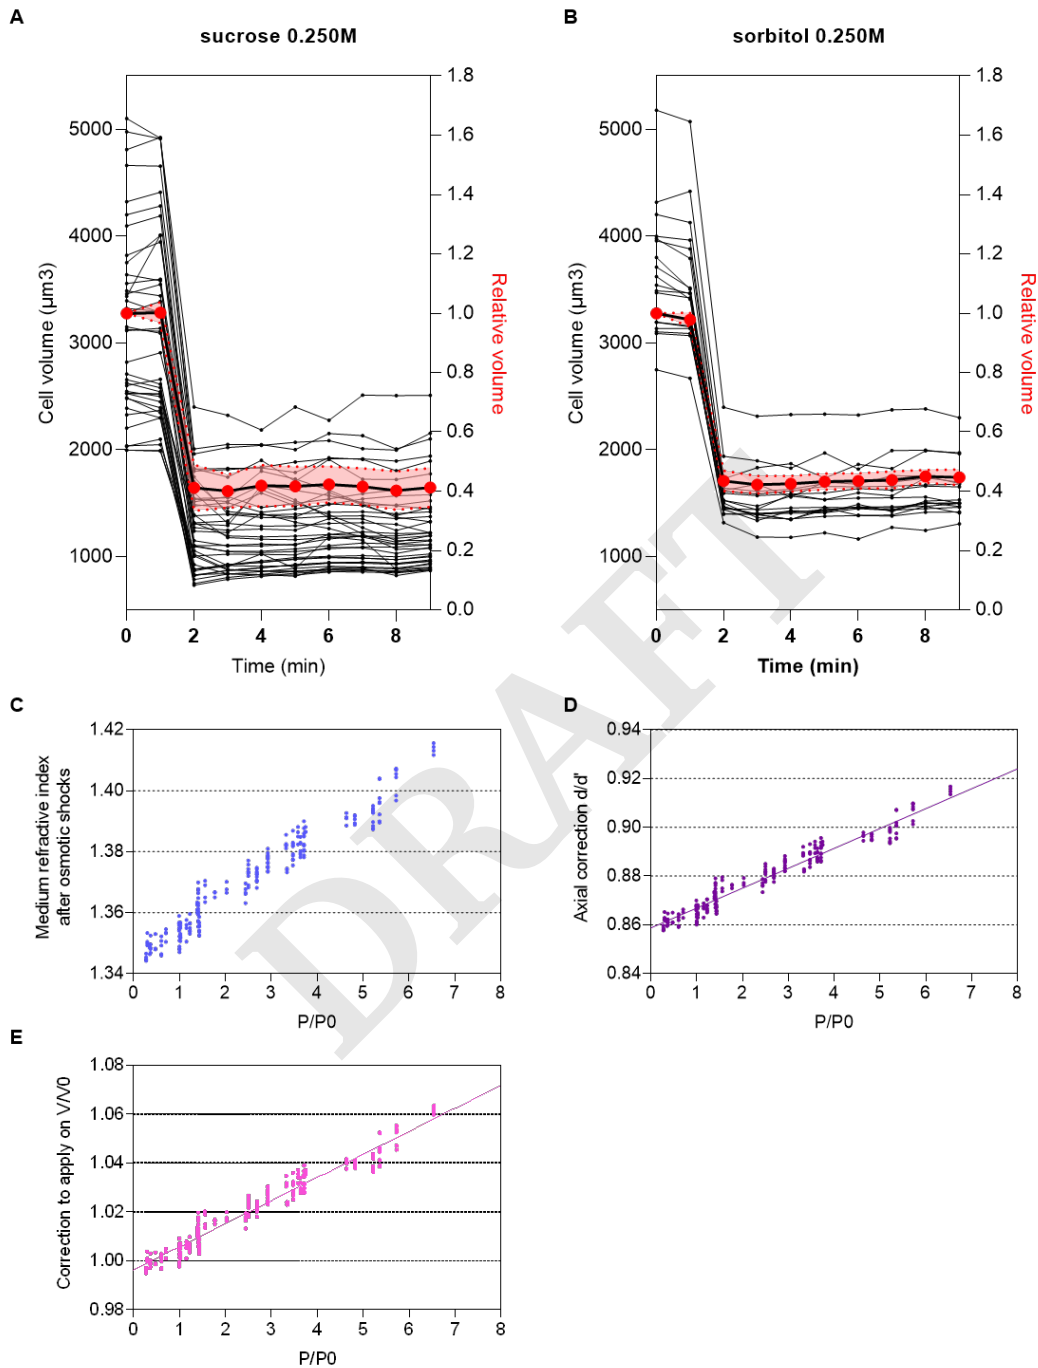 A
sucrose 0.250M
Cell volume (µm3)
5000
4000
3000
2000
1000
1.8
1.6
1.4
1.2
1.0
0.8
0.6
0.4
0.2
0.0
Relative volume
0 2 4 6 8
Time (min)
B
sorbitol 0.250M
Cell volume (µm3)
5000
4000
3000
2000
1000
1.8
1.6
1.4
1.2
1.0
0.8
0.6
0.4
0.2
0.0
Relative volume
0 2 4 6 8
Time (min)
DRAFT
C
Medium refractive index
after osmotic shocks
1.42
1.40
1.38
1.36
1.34
0 1 2 3 4 5 6 7 8
P/P0
D
Axial correction d/d'
0.94
0.92
0.90
0.88
0.86
0.84
0 1 2 3 4 5 6 7 8
P/P0
E
Correction to apply on V/V0
1.08
1.06
1.04
1.02
1.00
0.98
0 1 2 3 4 5 6 7 8
P/P0